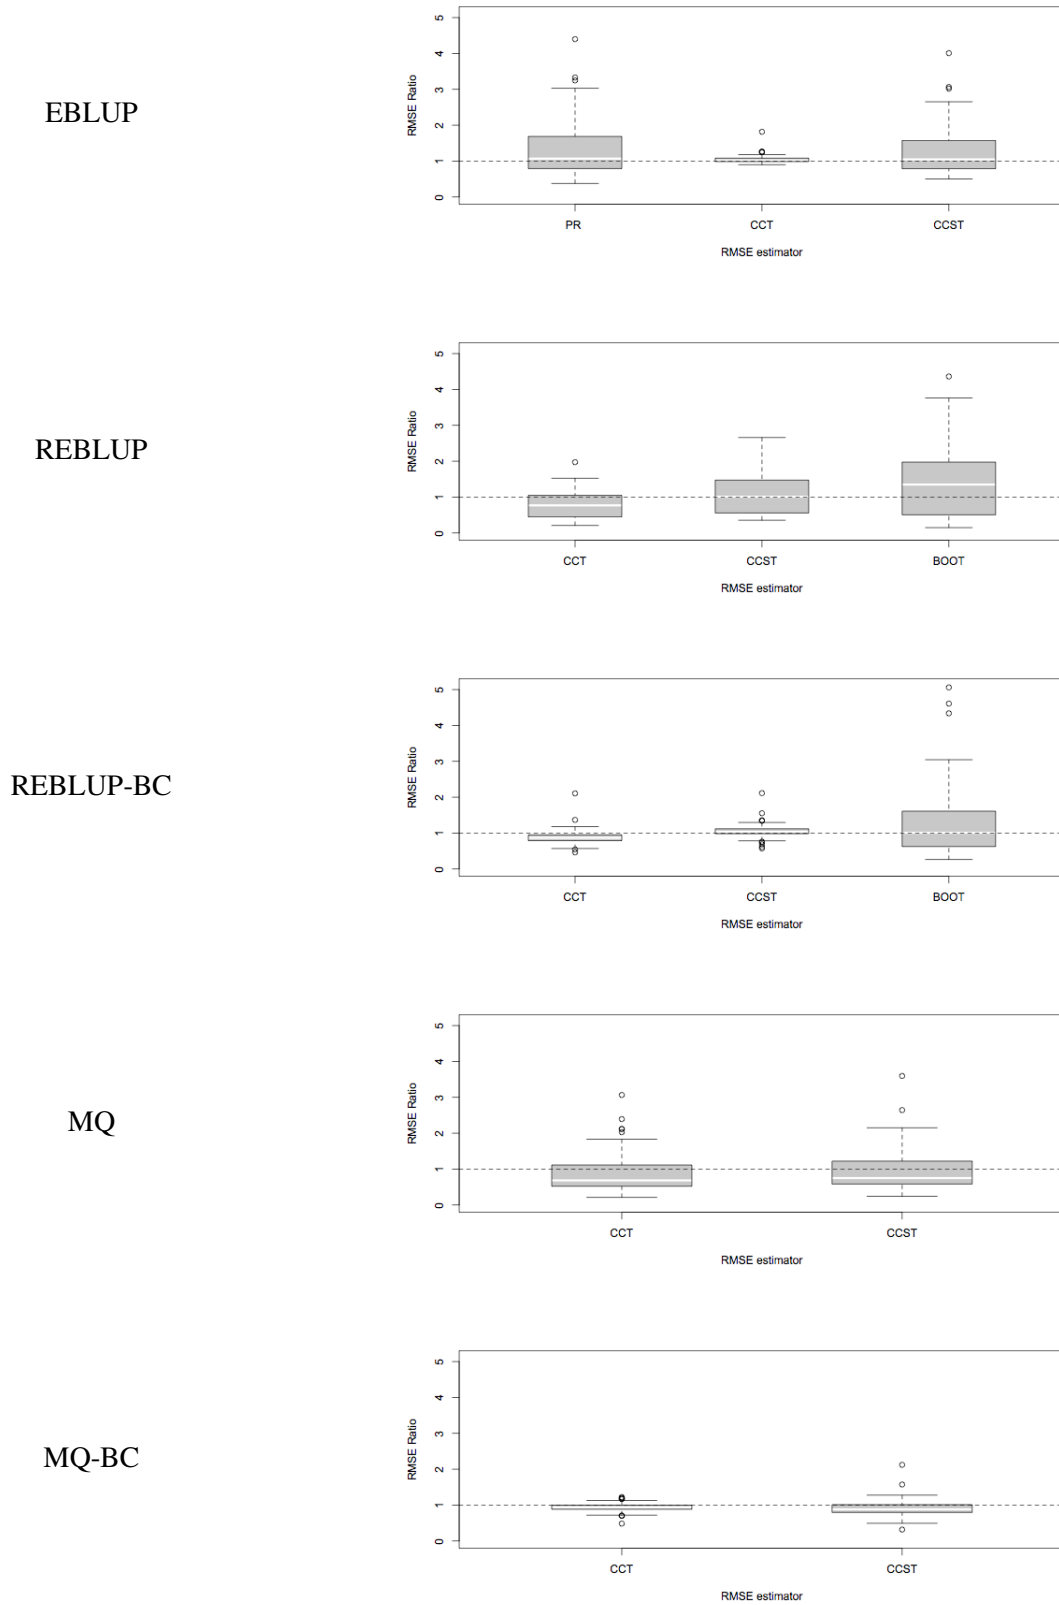 EBLUP
RMSE Ratio
5
4
3
2
1
0
PR CCT CCST
RMSE estimator
REBLUP
RMSE Ratio
5
4
3
2
1
0
CCT CCST BOOT
RMSE estimator
REBLUP-BC
RMSE Ratio
5
4
3
2
1
0
CCT CCST BOOT
RMSE estimator
MQ
RMSE Ratio
5
4
3
2
1
0
CCT CCST
RMSE estimator
MQ-BC
RMSE Ratio
5
4
3
2
1
0
CCT CCST
RMSE estimator